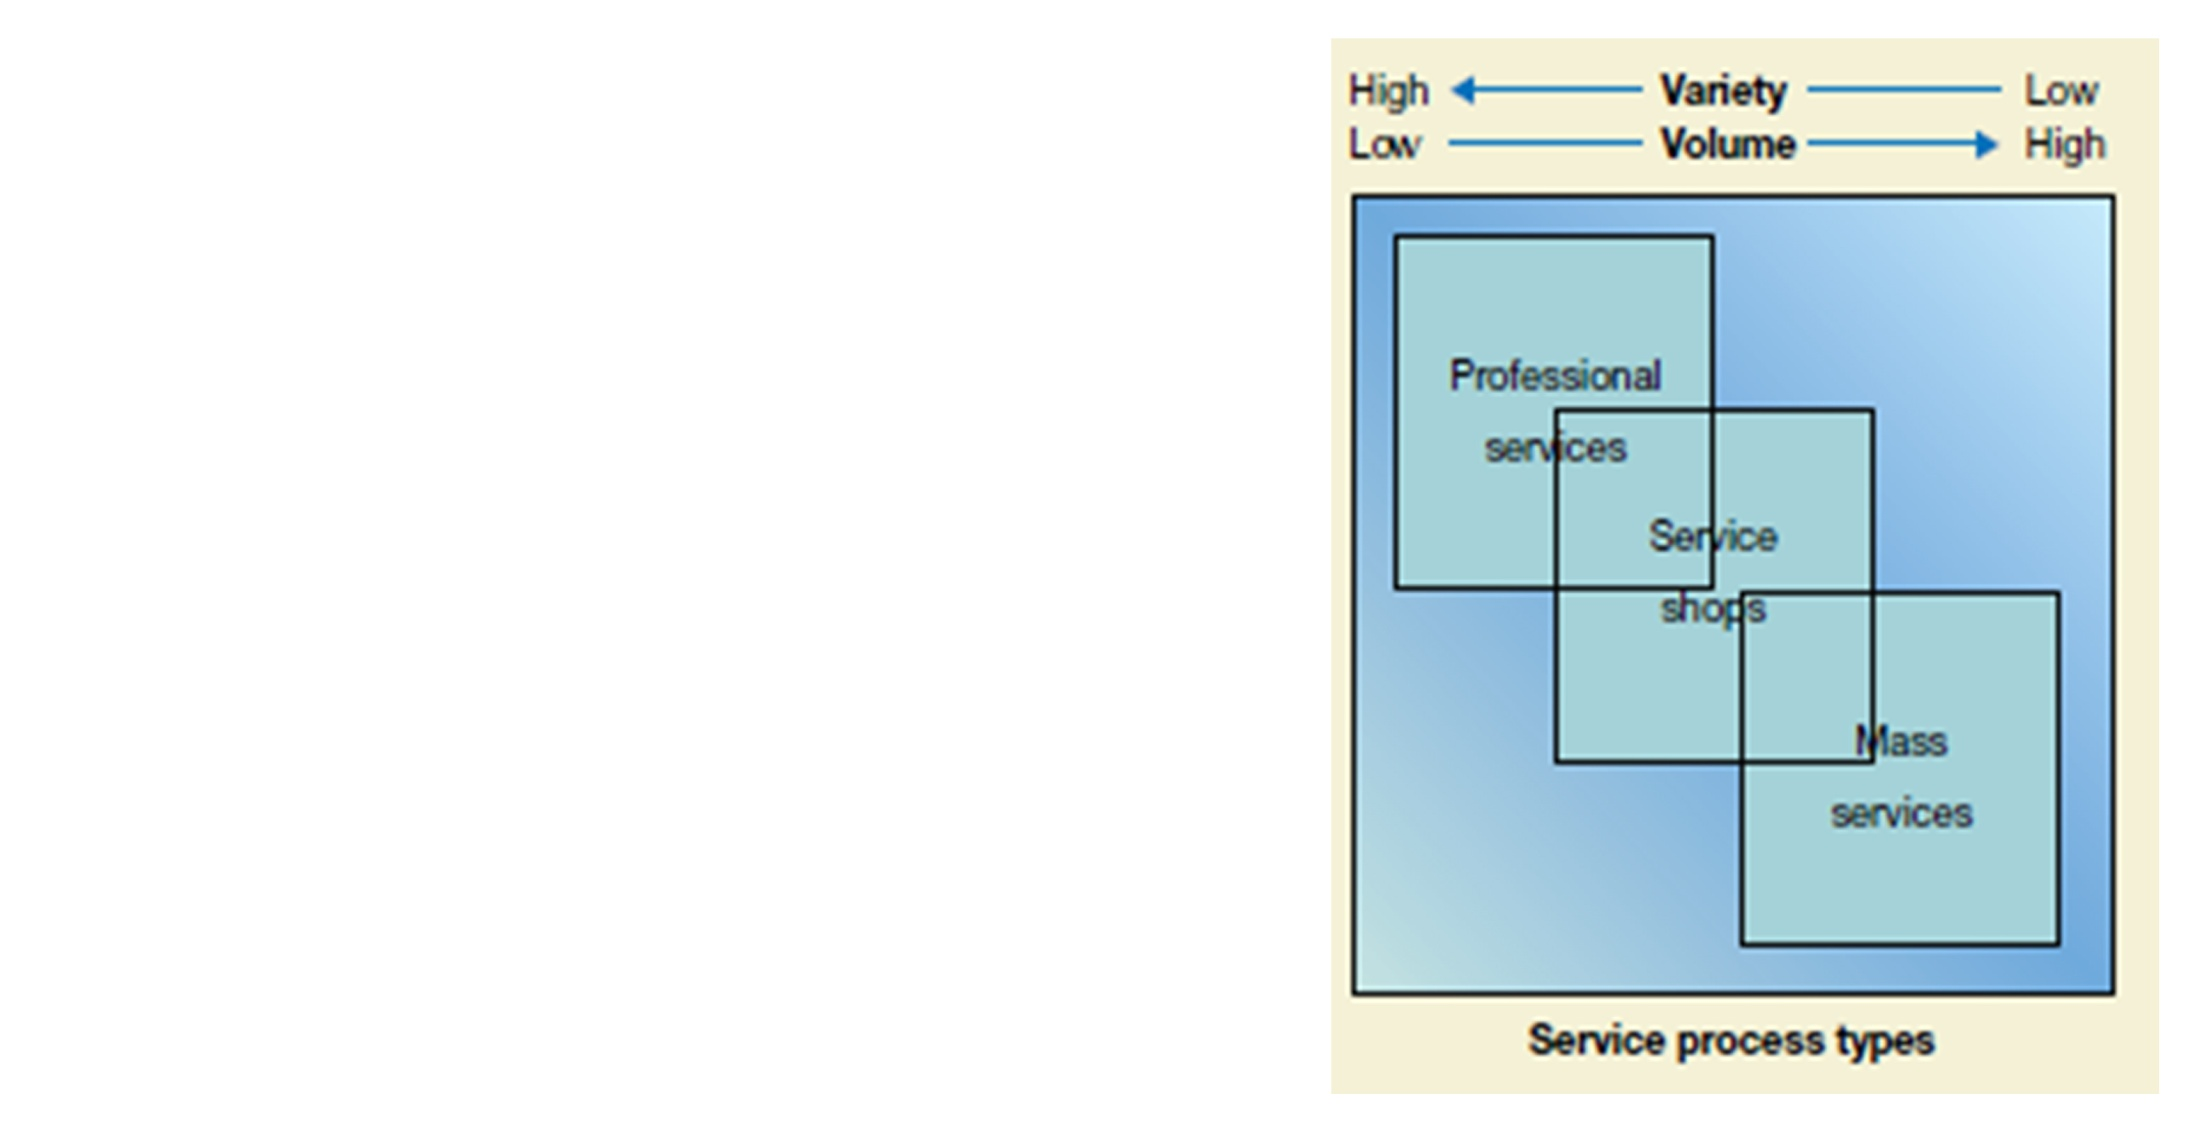 High Variety Low
Low Volume High
Professional
services
Service
shops
Mass
services
Service process types